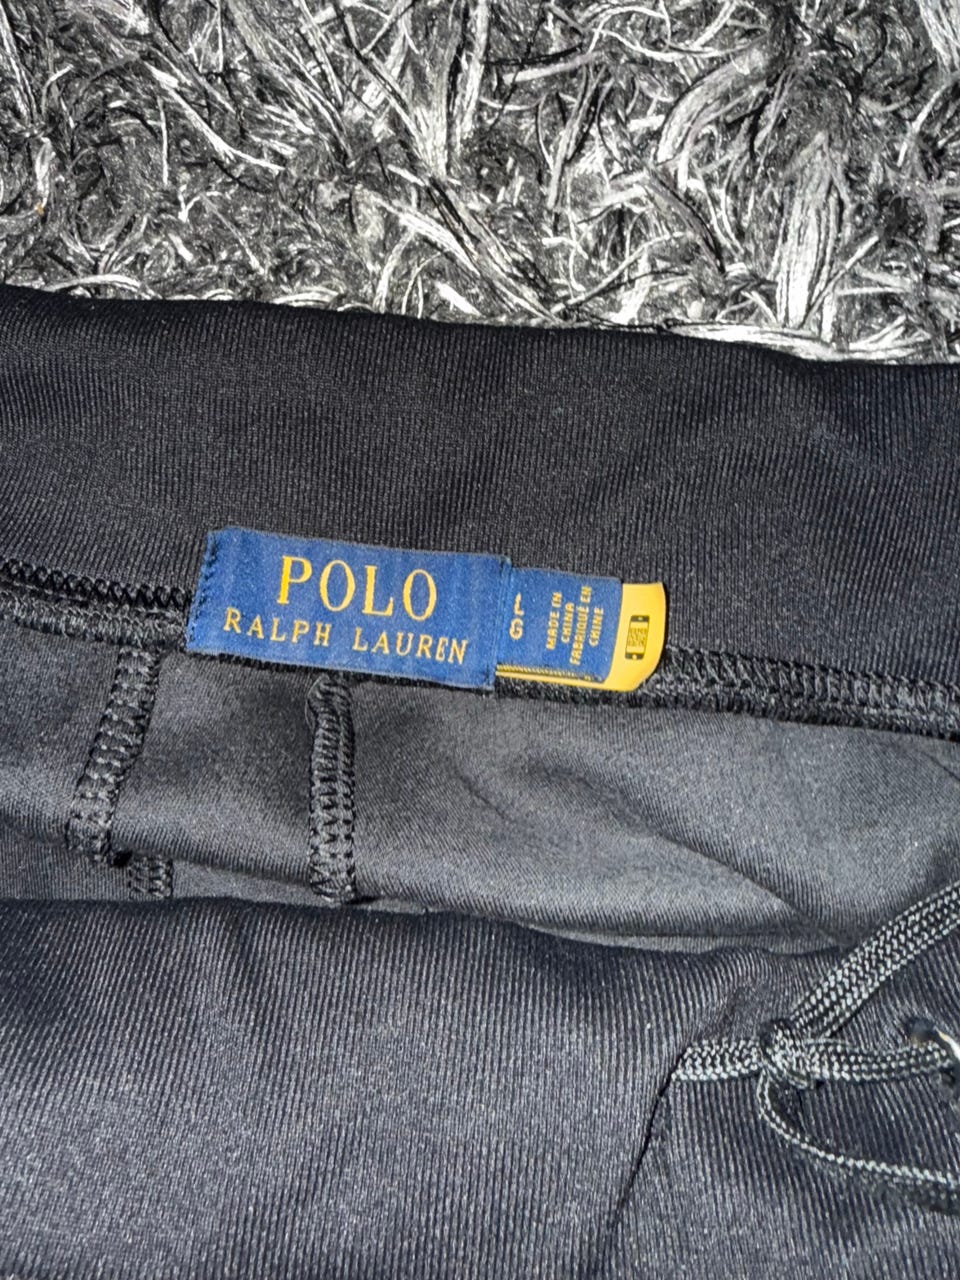 POLO
RALPH LAUREN
L
G
MADE IN
CHINA
FABRIQUÉ EN
CHINE